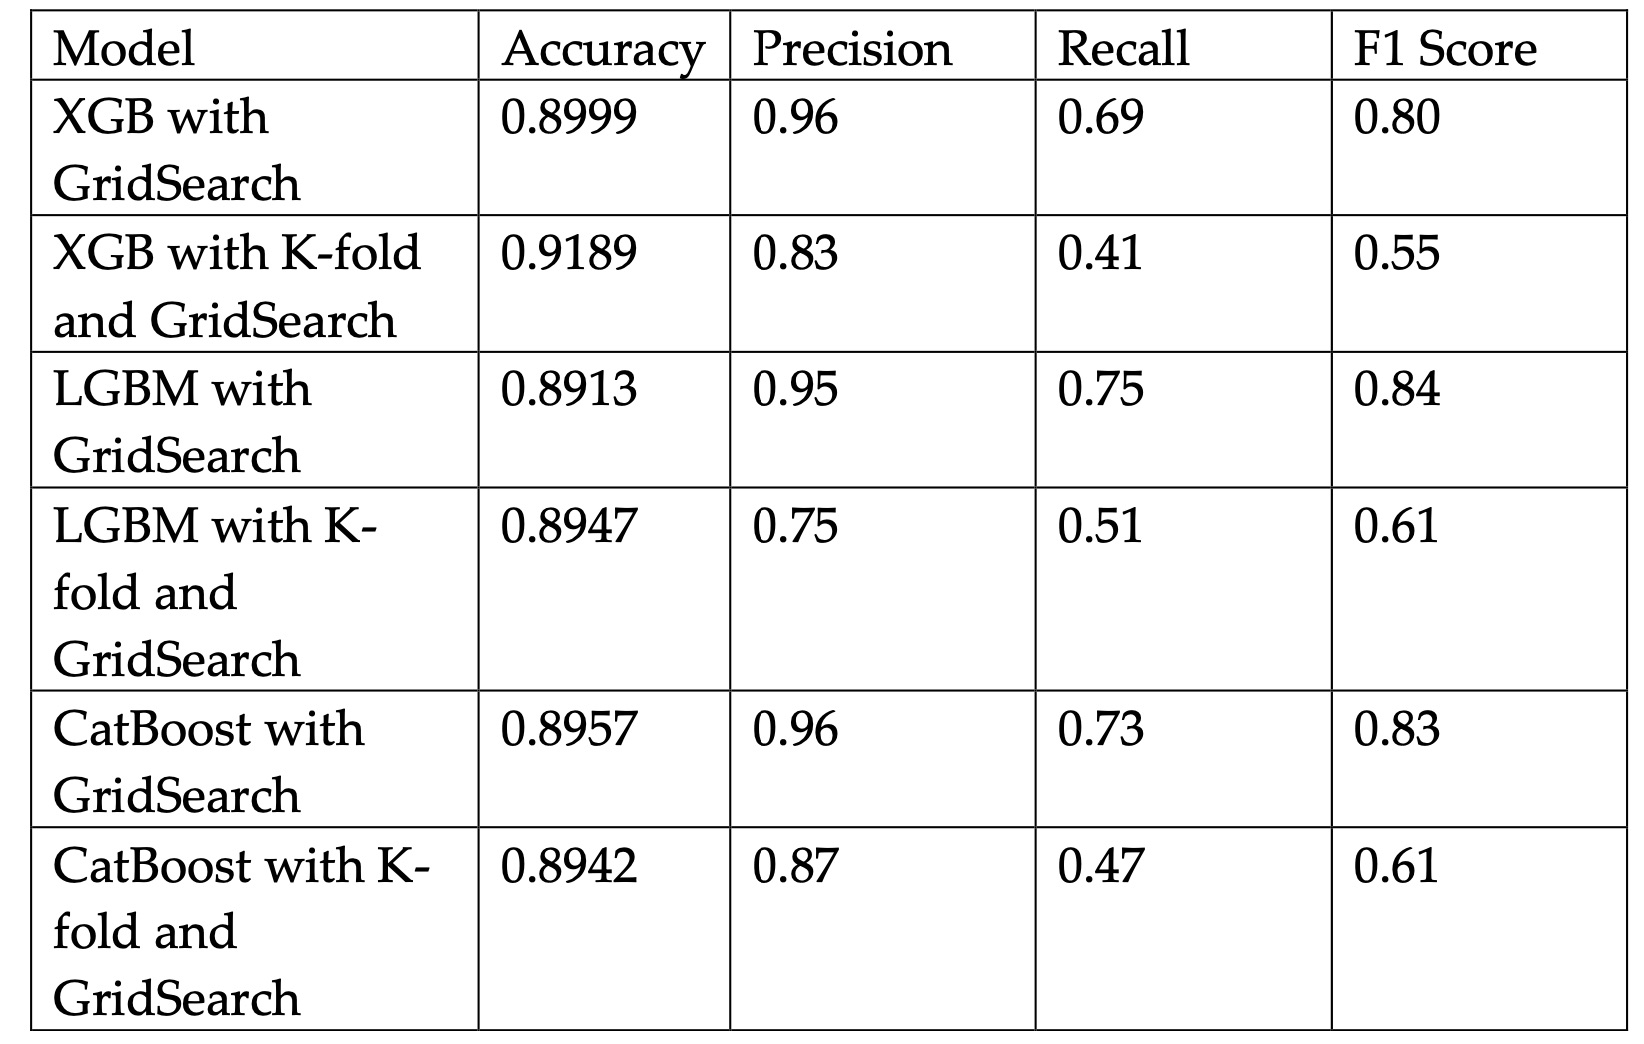 Model Accuracy Precision Recall F1 Score
XGB with 0.8999 0.96 0.69 0.80
GridSearch
XGB with K-fold 0.9189 0.83 0.41 0.55
and GridSearch
LGBM with 0.8913 0.95 0.75 0.84
GridSearch
LGBM with K- 0.8947 0.75 0.51 0.61
fold and
GridSearch
CatBoost with 0.8957 0.96 0.73 0.83
GridSearch
CatBoost with K- 0.8942 0.87 0.47 0.61
fold and
GridSearch